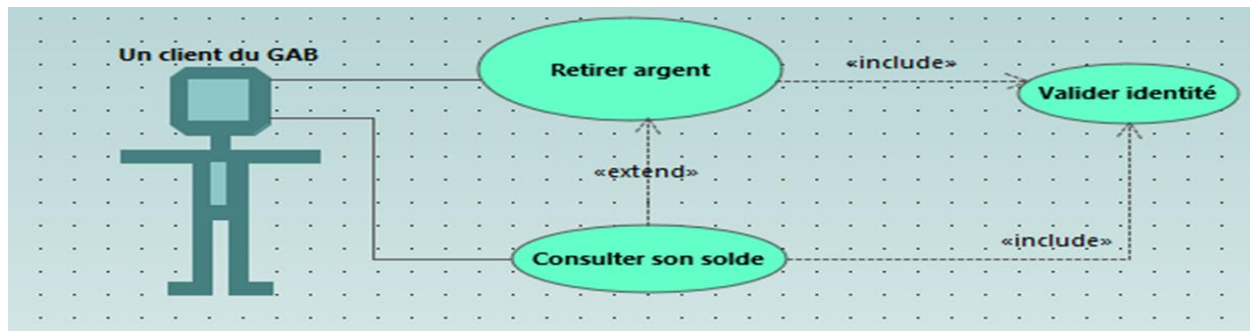 Un client du GAB
Retirer argent
«include»
Valider identité
«extend»
Consulter son solde
«include»